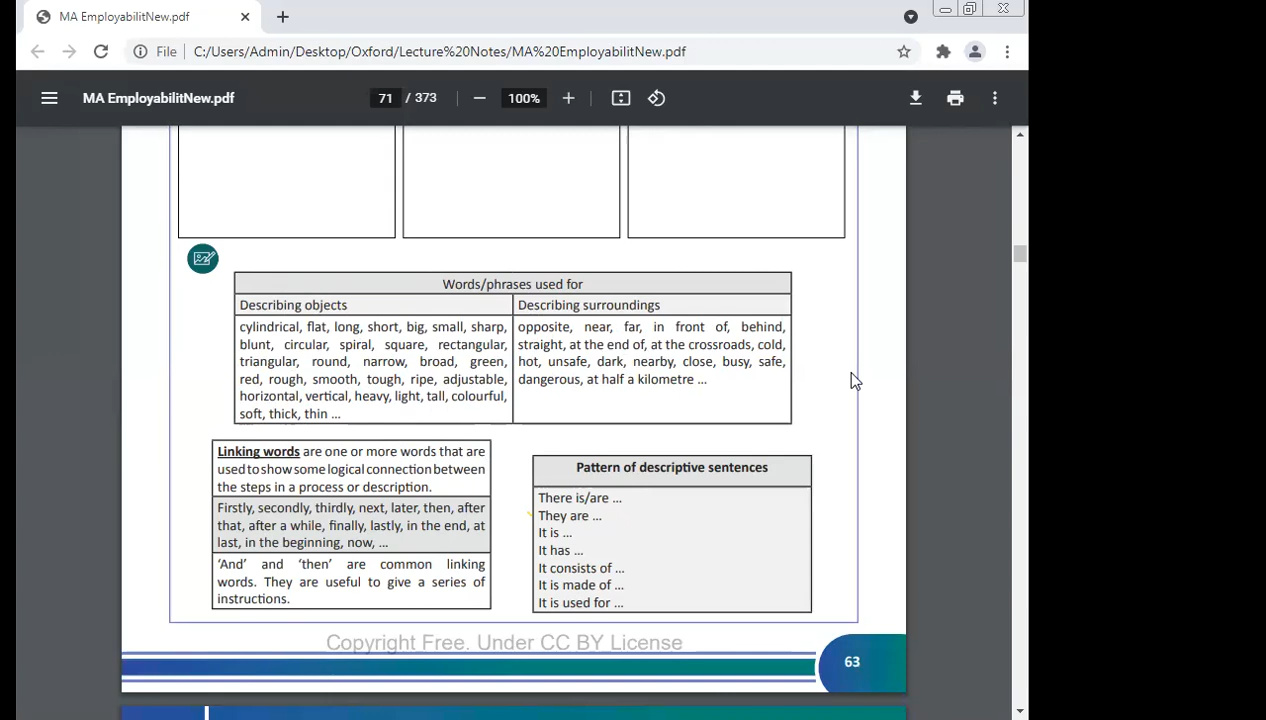 MA EmployabilitNew.pdf
File C:/Users/Admin/Desktop/Oxford/Lecture%20Notes/MA%20EmployabilitNew.pdf
MA EmployabilitNew.pdf 71 / 373 100%
Words/phrases used for
Describing objects
cylindrical, flat, long, short, big, small, sharp,
blunt, circular, spiral, square, rectangular,
triangular, round, narrow, broad, green,
red, rough, smooth, tough, ripe, adjustable,
horizontal, vertical, heavy, light, tall, colourful,
soft, thick, thin ...
Describing surroundings
opposite, near, far, in front of, behind,
straight, at the end of, at the crossroads, cold,
hot, unsafe, dark, nearby, close, busy, safe,
dangerous, at half a kilometre ...
Linking words are one or more words that are
used to show some logical connection between
the steps in a process or description.
Firstly, secondly, thirdly, next, later, then, after
that, after a while, finally, lastly, in the end, at
last, in the beginning, now, ...
‘And’ and ‘then’ are common linking
words. They are useful to give a series of
instructions.
Pattern of descriptive sentences
There is/are ...
They are ...
It is ...
It has ...
It consists of ...
It is made of ...
It is used for ...
Copyright Free. Under CC BY License
63